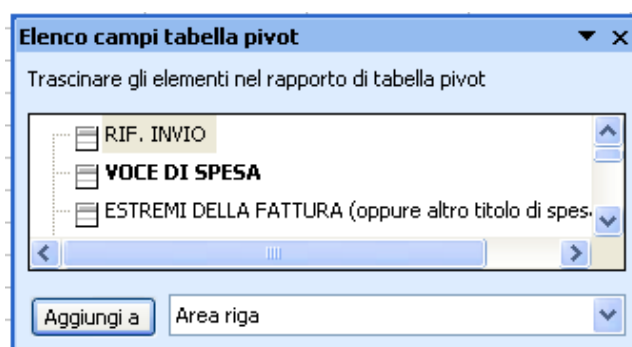 Elenco campi tabella pivot
Trascinare gli elementi nel rapporto di tabella pivot
RIF. INVIO
VOCE DI SPESA
ESTREMI DELLA FATTURA (oppure altro titolo di spes
Aggiungi a
Area riga